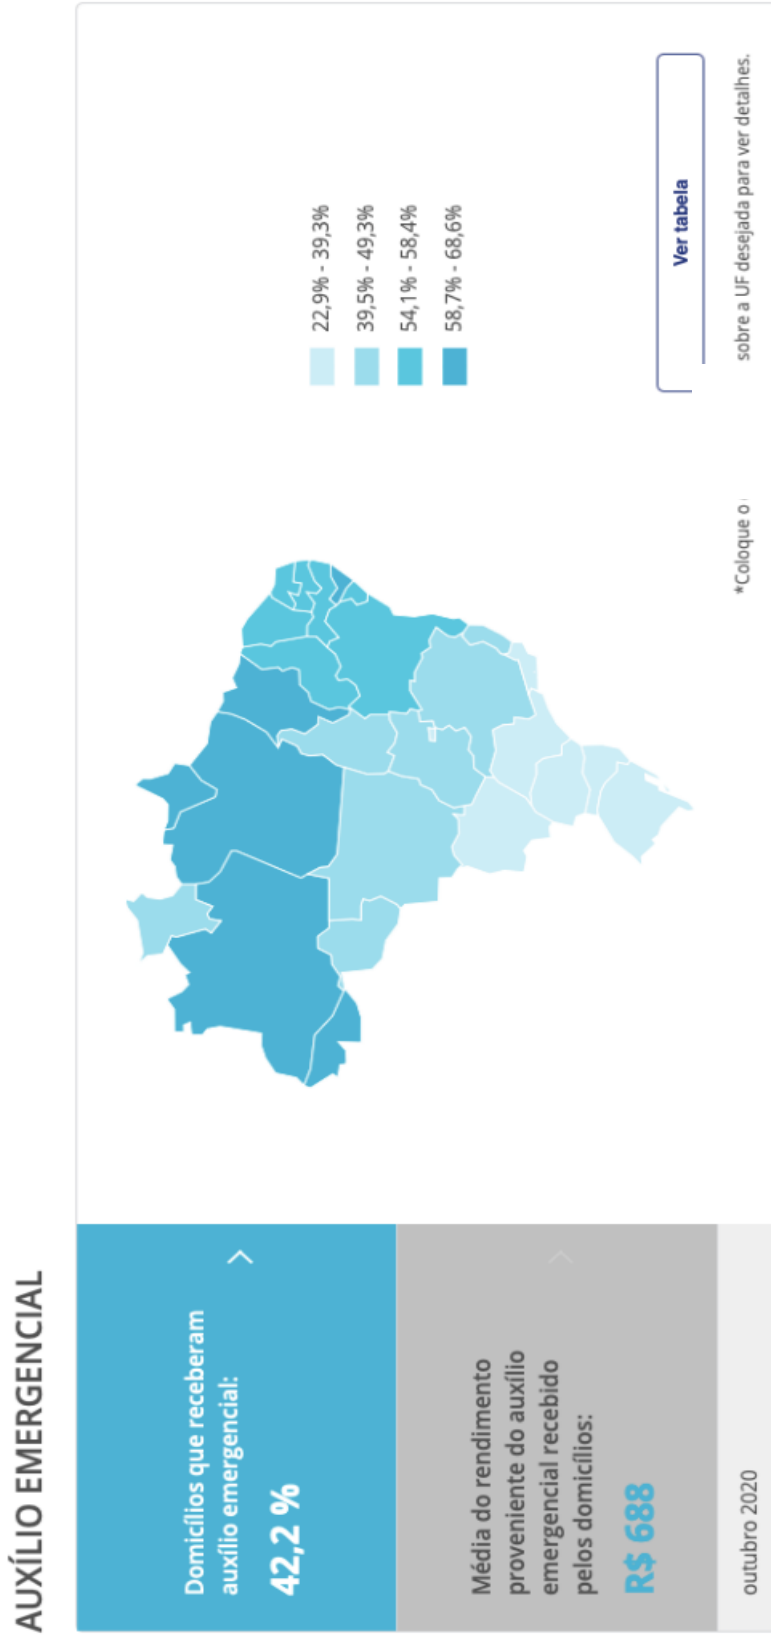 AUXÍLIO EMERGENCIAL
Domicílios que receberam
auxílio emergencial:
42,2 %
Média do rendimento
proveniente do auxílio
emergencial recebido
pelos domicílios:
R$ 688
outubro 2020
22,9% - 39,3%
39,5% - 49,3%
54,1% - 58,4%
58,7% - 68,6%
Ver tabela
*Coloque o
sobre a UF desejada para ver detalhes.